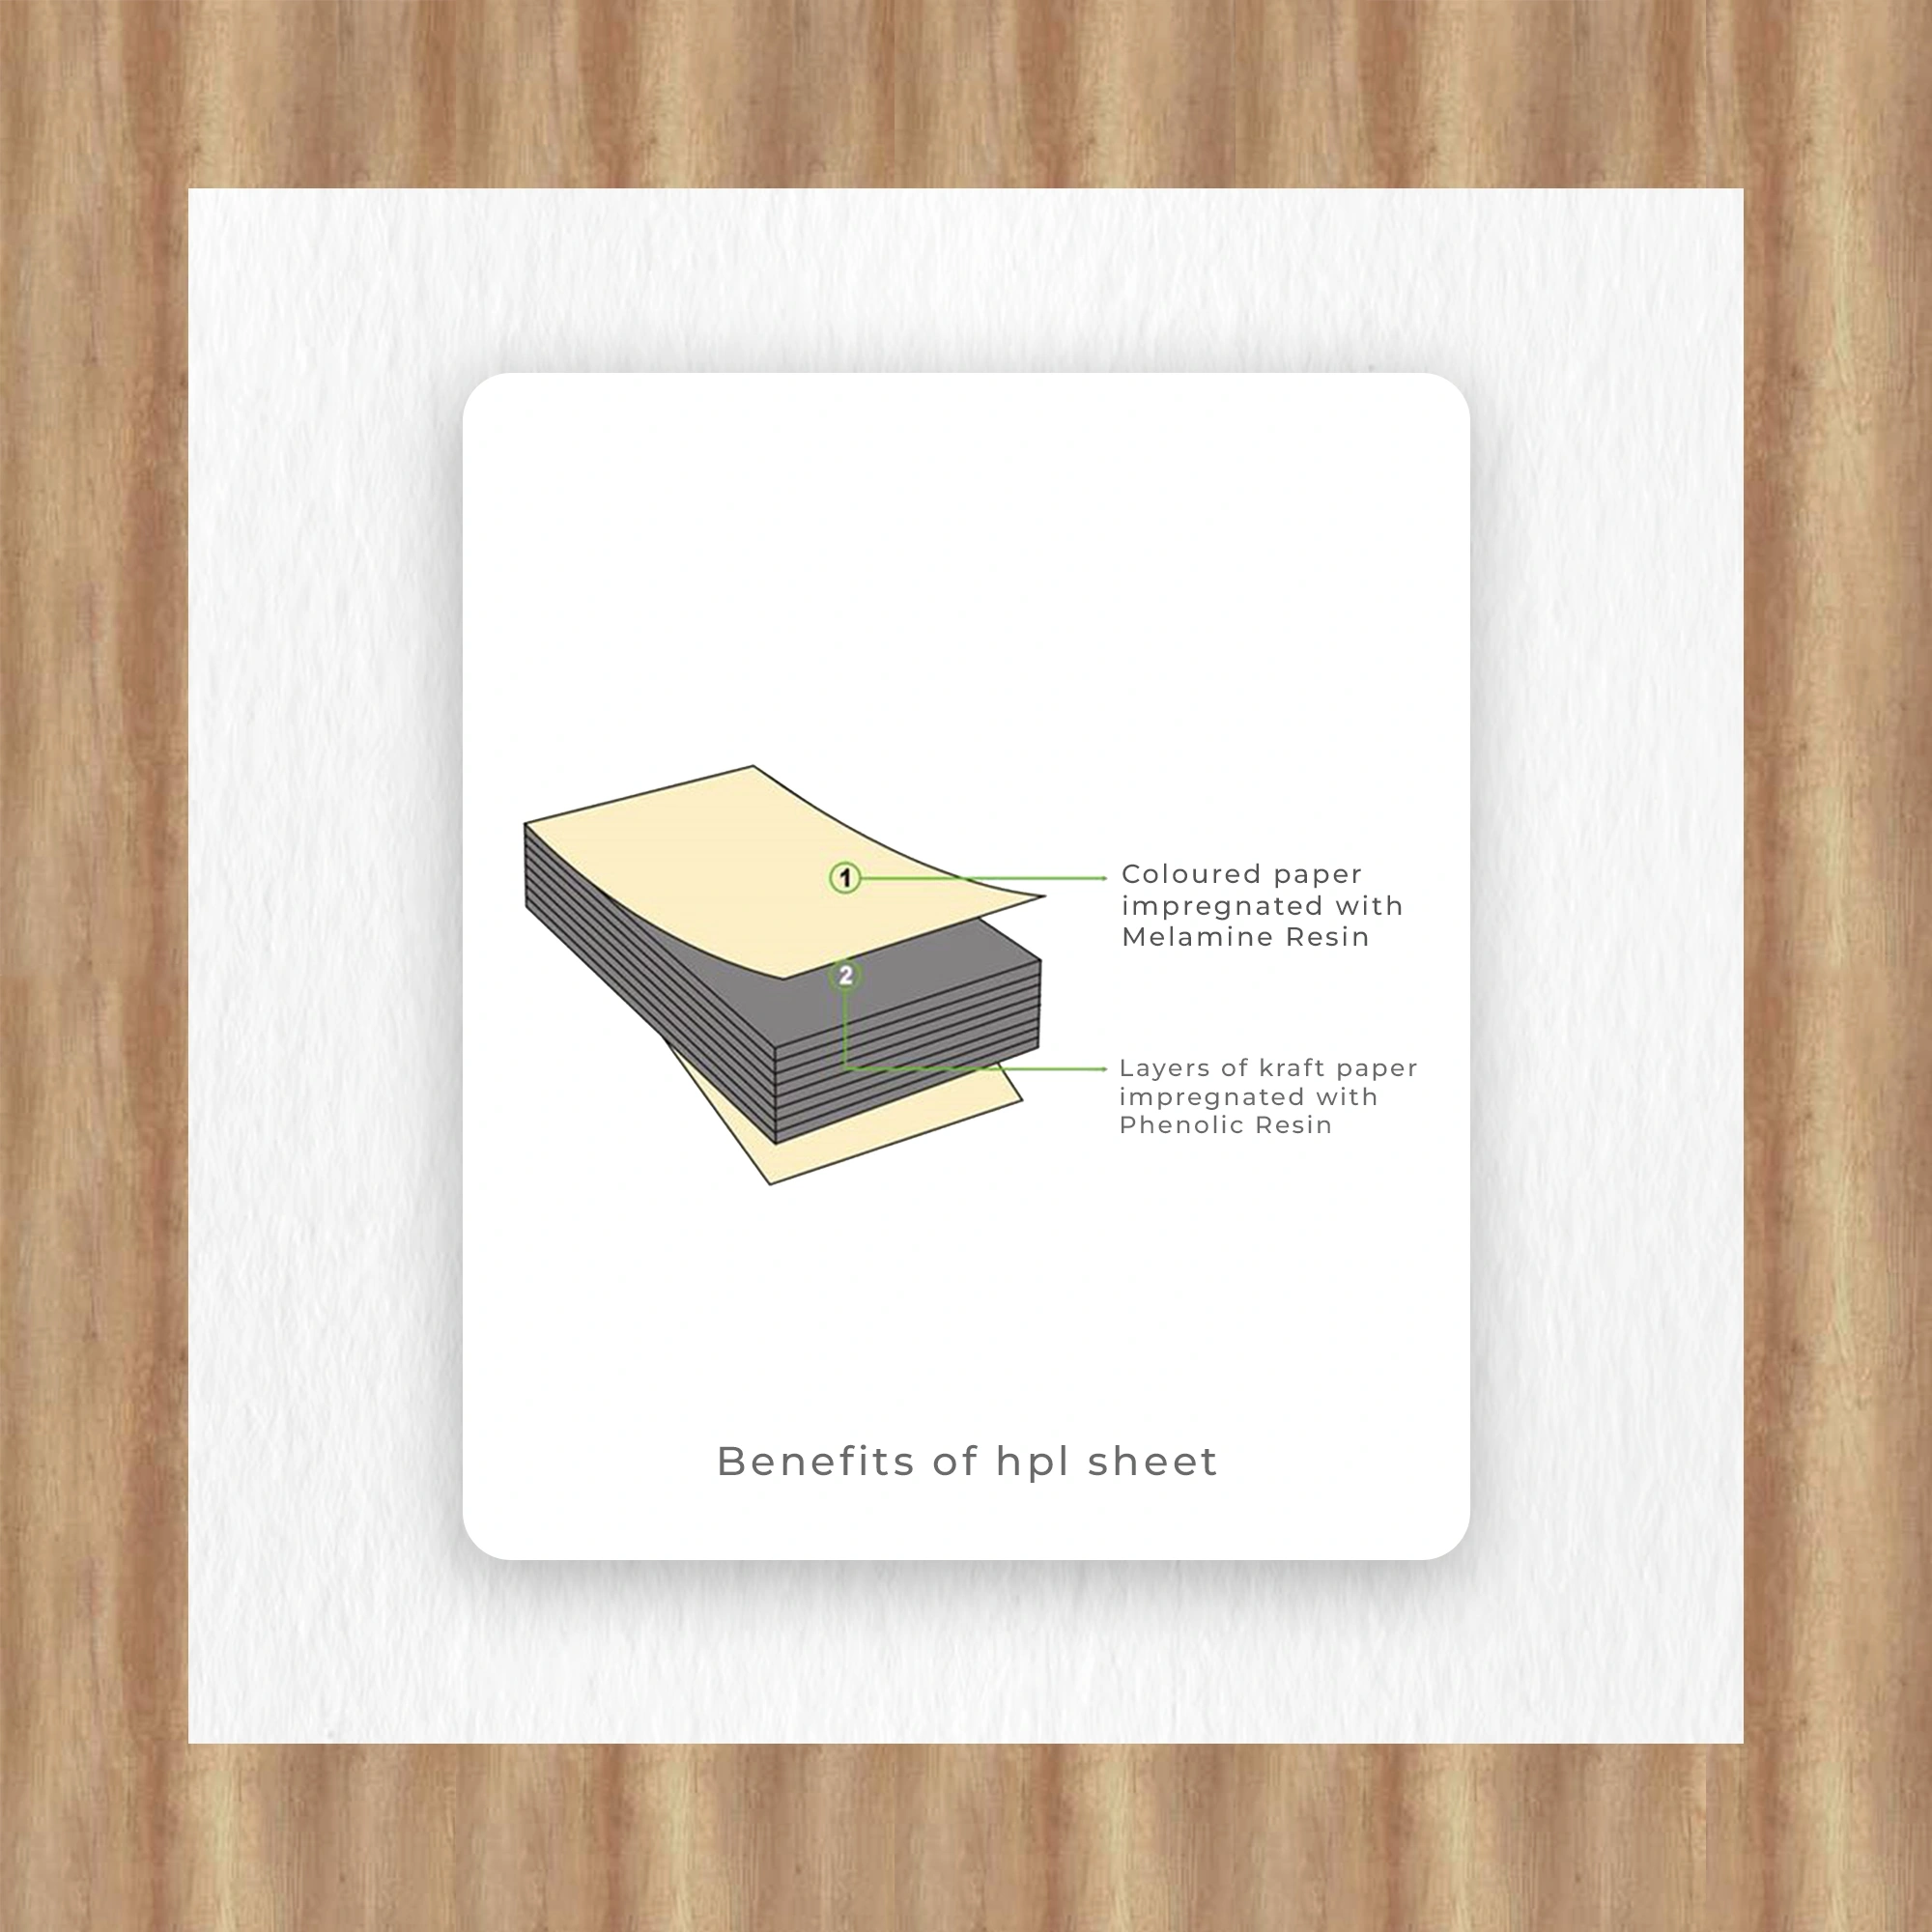 1
Coloured paper
impregnated with
Melamine Resin
2
Layers of kraft paper
impregnated with
Phenolic Resin
Benefits of hpl sheet